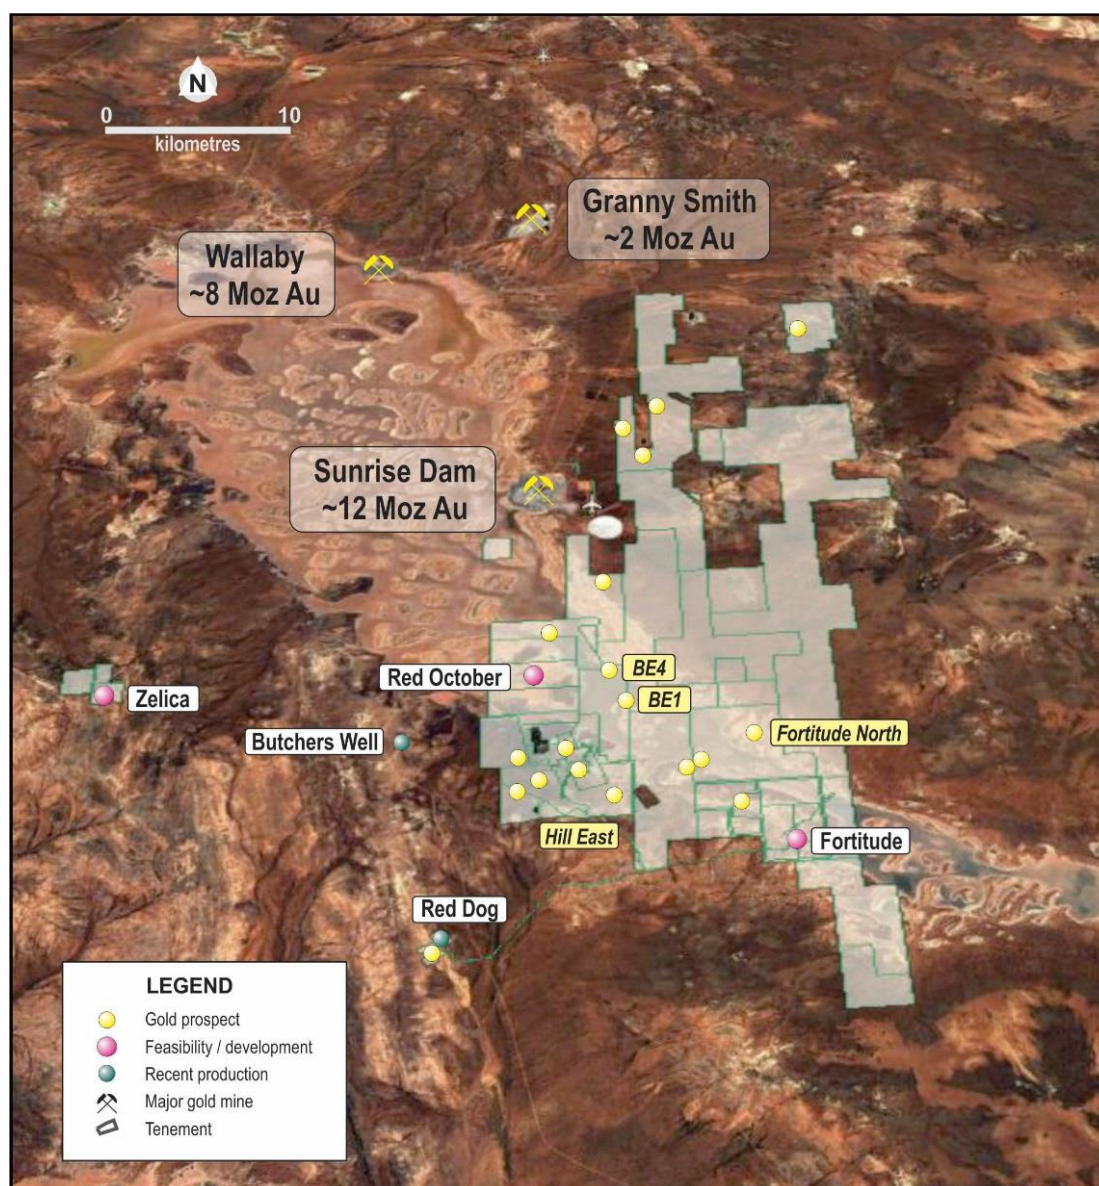 N
0 10
kilometres
Granny Smith
~2 Moz Au
Wallaby
~8 Moz Au
Sunrise Dam
~12 Moz Au
Red October
BE4
Zelica
BE1
Butchers Well
Fortitude North
Hill East
Fortitude
Red Dog
LEGEND
Gold prospect
Feasibility / development
Recent production
Major gold mine
Tenement